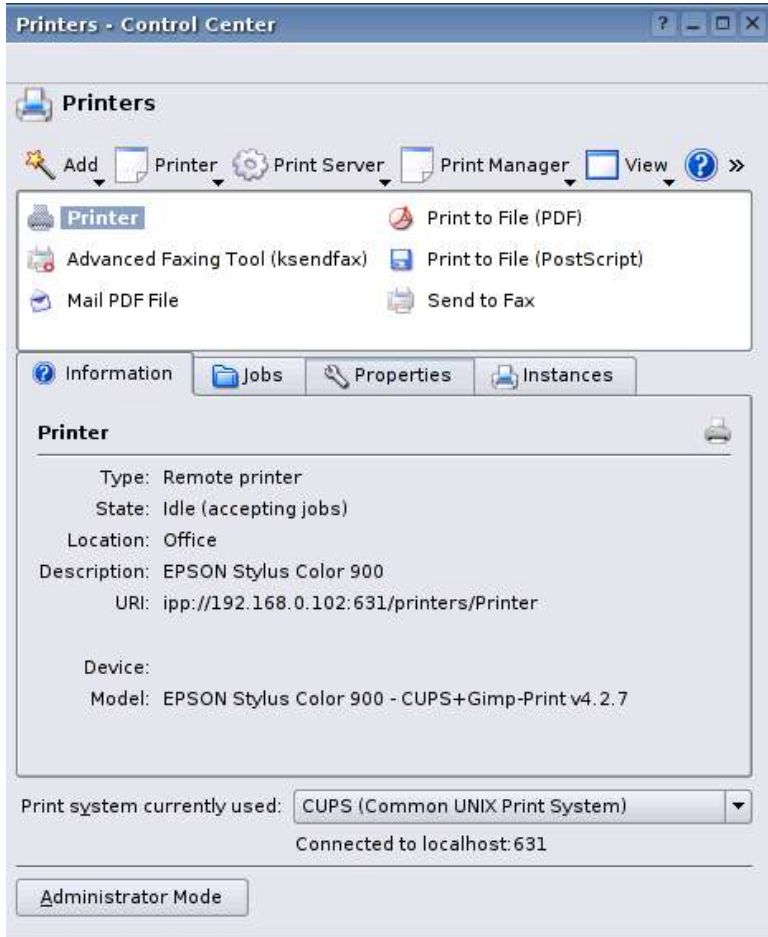 Printers - Control Center
Printers
Add Printer Print Server Print Manager View »
Printer
Print to File (PDF)
Advanced Faxing Tool (ksendfax)
Print to File (PostScript)
Mail PDF File
Send to Fax
Information Jobs Properties Instances
Printer
Type: Remote printer
State: Idle (accepting jobs)
Location: Office
Description: EPSON Stylus Color 900
URI: ipp://192.168.0.102:631/printers/Printer
Device:
Model: EPSON Stylus Color 900 - CUPS+Gimp-Print v4.2.7
Print system currently used: CUPS (Common UNIX Print System)
Connected to localhost:631
Administrator Mode